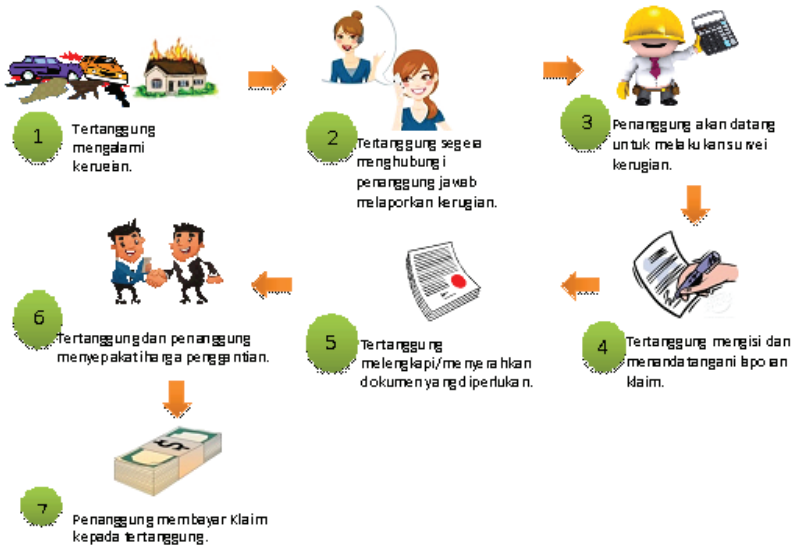 1
Tertanggung
mengalami
kerugian.
2
Tertanggung segera
menghubungi
penanggung jawab
melaporkan kerugian.
3
Penanggung akan datang
untuk melakukan survei
kerugian.
4
Tertanggung mengisi dan
menandatangani laporan
klaim.
5
Tertanggung
melengkapi/menyerahkan
dokumen yang diperlukan.
6
Tertanggung dan penanggung
menyepakati harga penggantian.
$
7
Penanggung membayar Klaim
kepada tertanggung.